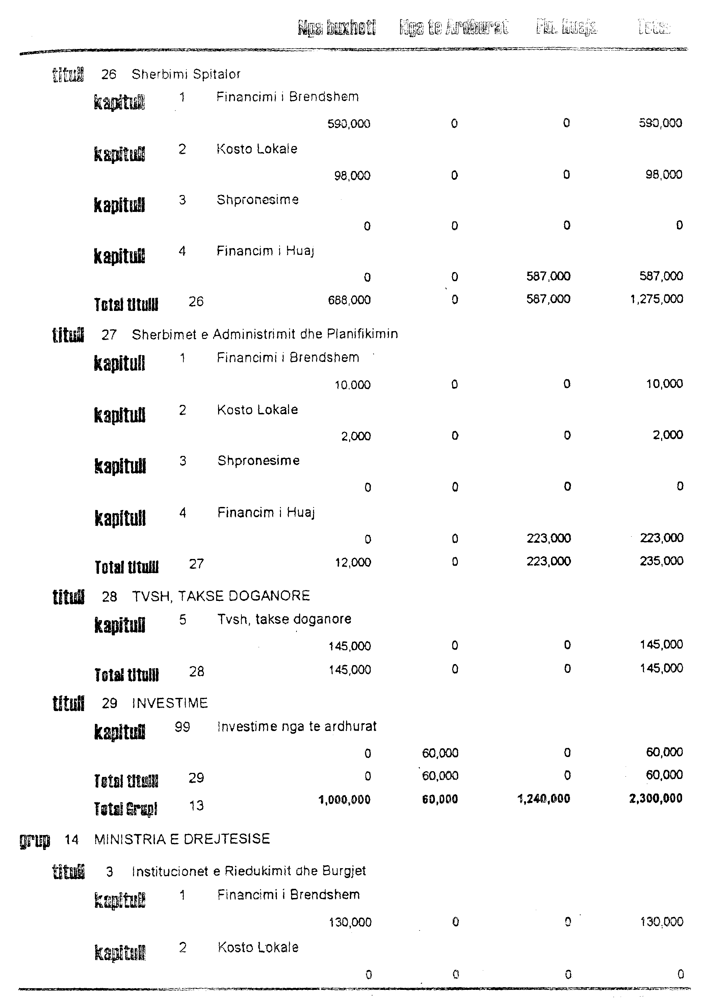 Nga buxheti Nga te Ardhurat Fin. Huaja Total
titull 26 Sherbimi Spitalor
kapitull 1 Financimi i Brendshem
590,000 0 0 590,000
kapitull 2 Kosto Lokale
98,000 0 0 98,000
kapitull 3 Shpronesime
0 0 0 0
kapitull 4 Financim i Huaj
0 0 587,000 587,000
Total titulli 26 688,000 0 587,000 1,275,000
titull 27 Sherbimet e Administrimit dhe Planifikimin
kapitull 1 Financimi i Brendshem
10,000 0 0 10,000
kapitull 2 Kosto Lokale
2,000 0 0 2,000
kapitull 3 Shpronesime
0 0 0 0
kapitull 4 Financim i Huaj
0 0 223,000 223,000
Total titulli 27 12,000 0 223,000 235,000
titull 28 TVSH, TAKSE DOGANORE
kapitull 5 Tvsh, takse doganore
145,000 0 0 145,000
Total titulli 28 145,000 0 0 145,000
titull 29 INVESTIME
kapitull 99 Investime nga te ardhurat
0 60,000 0 60,000
Total titulli 29 0 60,000 0 60,000
Total Grupi 13 1,000,000 60,000 1,240,000 2,300,000
grup 14 MINISTRIA E DREJTESISE
titull 3 Institucionet e Riedukimit dhe Burgjet
kapitull 1 Financimi i Brendshem
130,000 0 0 130,000
kapitull 2 Kosto Lokale
0 0 0 0